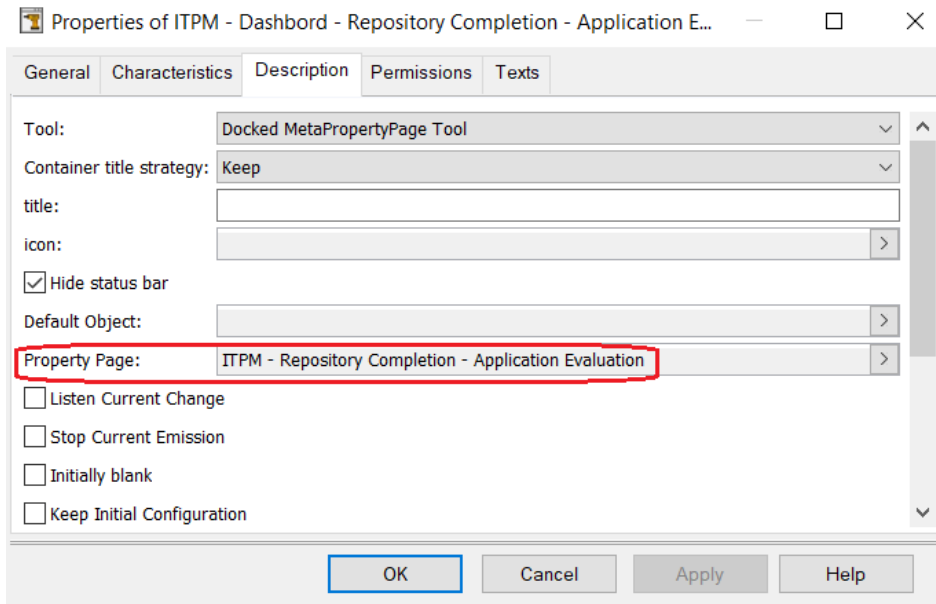 Properties of ITPM - Dashbord - Repository Completion - Application E...
General Characteristics Description Permissions Texts
Tool: Docked MetaPropertyPage Tool
Container title strategy: Keep
title:
icon:
Hide status bar
Default Object:
Property Page: ITPM - Repository Completion - Application Evaluation
Listen Current Change
Stop Current Emission
Initially blank
Keep Initial Configuration
OK Cancel Apply Help